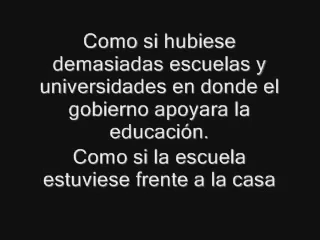 Como si hubiese
demasiadas escuelas y
universidades en donde el
gobierno apoyara la
educación.
Como si la escuela
estuviese frente a la casa